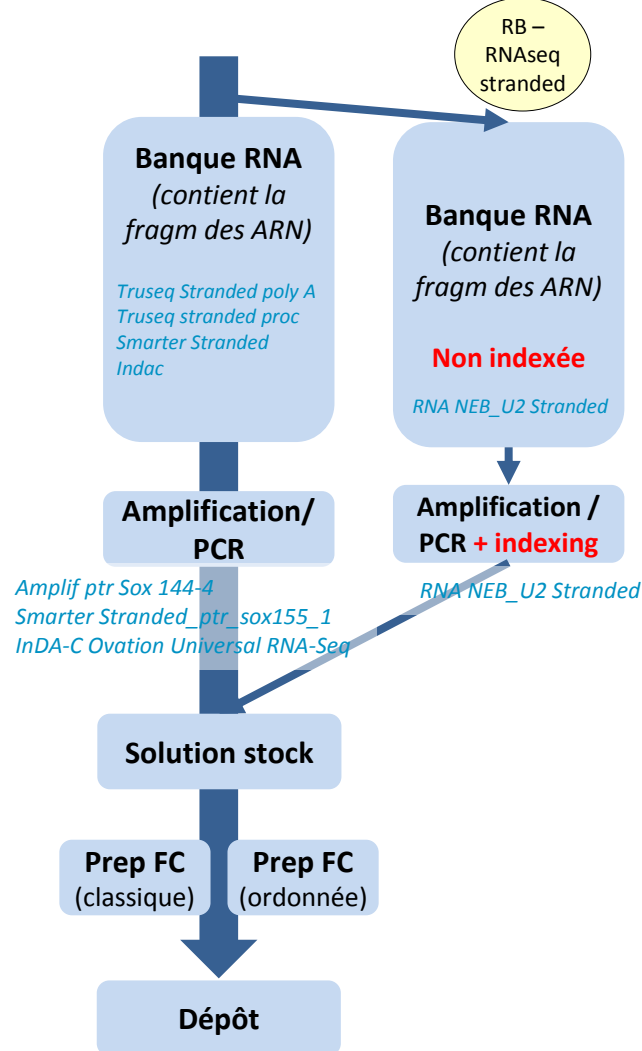 RB –
RNAseq
stranded
Banque RNA
(contient la
fragm des ARN)
Truseq Stranded poly A
Truseq stranded proc
Smarter Stranded
Indac
Banque RNA
(contient la
fragm des ARN)
Non indexée
RNA NEB_U2 Stranded
Amplification/
PCR
Amplification /
PCR + indexing
Amplif ptr Sox 144-4
Smarter Stranded_ptr_sox155_1
InDA-C Ovation Universal RNA-Seq
RNA NEB_U2 Stranded
Solution stock
Prep FC
(classique)
Prep FC
(ordonnée)
Dépôt